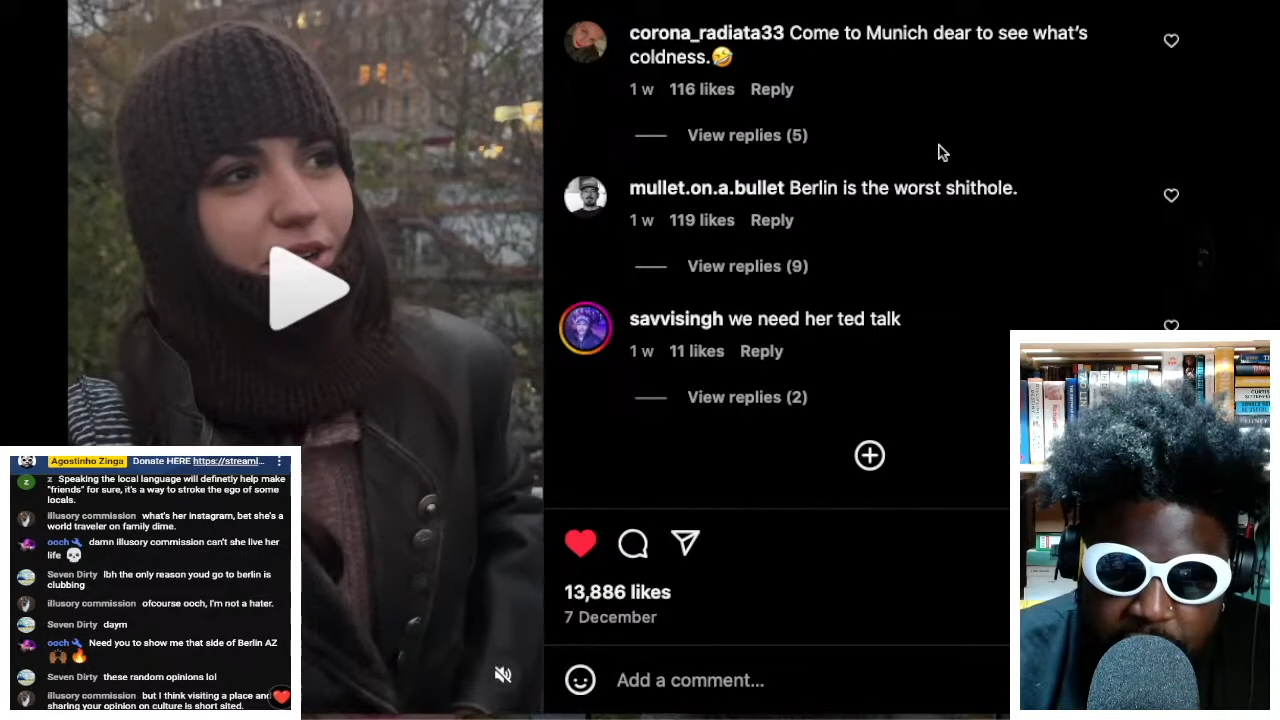 corona_radiata33 Come to Munich dear to see what's
coldness.🤣
1 w 116 likes Reply
View replies (5)
mullet.on.a.bullet Berlin is the worst shithole.
1 w 119 likes Reply
View replies (9)
savvisingh we need her ted talk
1 w 11 likes Reply
View replies (2)
13,886 likes
7 December
Add a comment...
Agostinho Zinga Donate HERE https://streaml...
z Speaking the local language will definetly help make
"friends" for sure, it's a way to stroke the ego of some
locals.
illusory commission what's her instagram, bet she's a
world traveler on family dime.
ooch damn illusory commission can't she live her
life 💀
Seven Dirty lbh the only reason youd go to berlin is
clubbing
illusory commission ofcourse ooch, I'm not a hater.
Seven Dirty daym
ooch Need you to show me that side of Berlin AZ
🙌🏾🔥
Seven Dirty these random opinions lol
illusory commission but I think visiting a place and
sharing your opinion on culture is short sited.